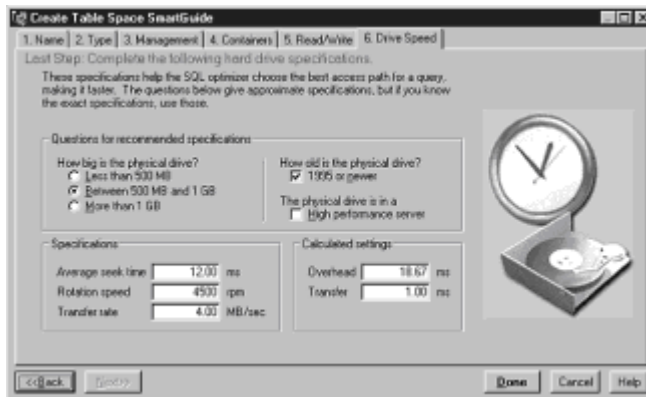 Create Table Space SmartGuide
1. Name 2. Type 3. Management 4. Containers 5. Read/Write 6. Drive Speed
Last Step: Complete the following hard drive specifications.
These specifications help the SQL optimizer choose the best access path for a query,
making it faster. The questions below give approximate specifications, but if you know
the exact specifications, use those.
Questions for recommended specifications
How big is the physical drive?
Less than 500 MB
Between 500 MB and 1 GB
More than 1 GB
How old is the physical drive?
1995 or newer
The physical drive is in a
High performance server
Specifications
Average seek time 12.00 ms
Rotation speed 4500 rpm
Transfer rate 4.00 MB/sec
Calculated settings
Overhead 18.67 ms
Transfer 1.00 ms
<<Back Next>> Done Cancel Help